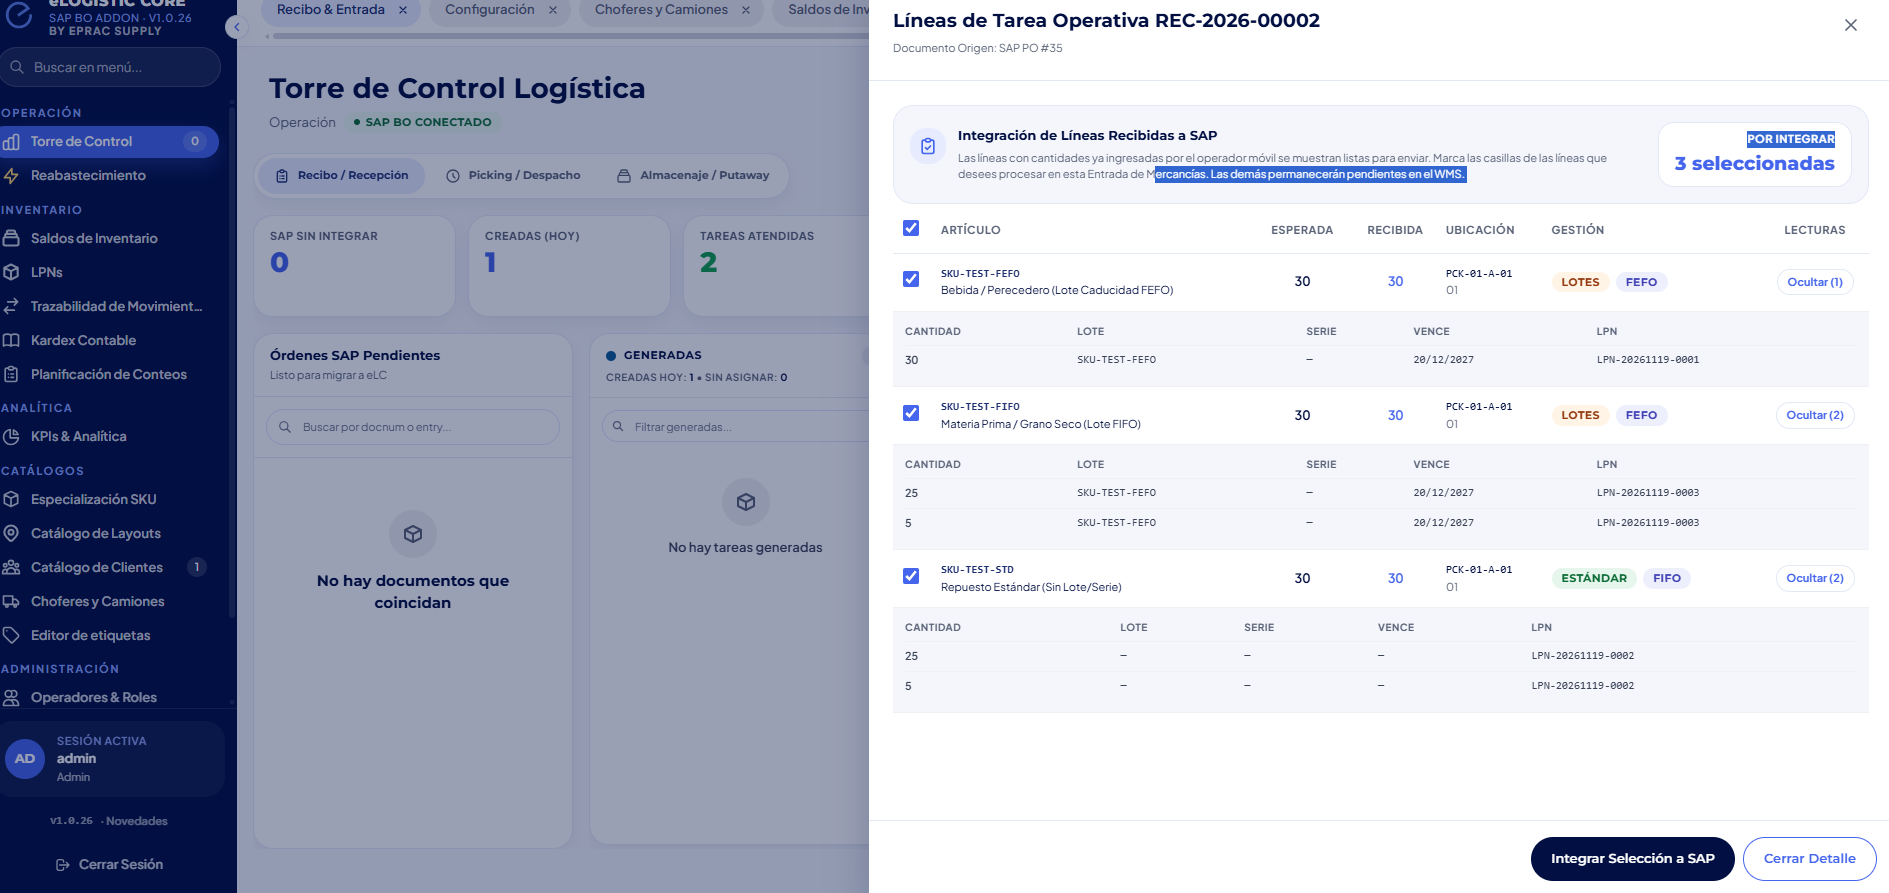 eLOGISTIC CORE
SAP BO ADDON · V1.0.26
BY EPRAC SUPPLY
Buscar en menú...
OPERACIÓN
Torre de Control 0
Reabastecimiento
INVENTARIO
Saldos de Inventario
LPNs
Trazabilidad de Movimient...
Kardex Contable
Planificación de Conteos
ANALÍTICA
KPIs & Analítica
CATÁLOGOS
Especialización SKU
Catálogo de Layouts
Catálogo de Clientes 1
Choferes y Camiones
Editor de etiquetas
ADMINISTRACIÓN
Operadores & Roles
AD
SESIÓN ACTIVA
admin
Admin
v1.0.26 · Novedades
Cerrar Sesión
Recibo & Entrada × Configuración × Choferes y Camiones × Saldos de Inv
Torre de Control Logística
Operación • SAP BO CONECTADO
Recibo / Recepción Picking / Despacho Almacenaje / Putaway
SAP SIN INTEGRAR
0
CREADAS (HOY)
1
TAREAS ATENDIDAS
2
Órdenes SAP Pendientes
Listo para migrar a eLC
Buscar por docnum o entry...
No hay documentos que
coincidan
GENERADAS
CREADAS HOY: 1 • SIN ASIGNAR: 0
Filtrar generadas...
No hay tareas generadas
Líneas de Tarea Operativa REC-2026-00002
Documento Origen: SAP PO #35
Integración de Líneas Recibidas a SAP
Las líneas con cantidades ya ingresadas por el operador móvil se muestran listas para enviar. Marca las casillas de las líneas que
desees procesar en esta Entrada de Mercancías. Las demás permanecerán pendientes en el WMS.
POR INTEGRAR
3 seleccionadas
ARTÍCULO ESPERADA RECIBIDA UBICACIÓN GESTIÓN LECTURAS
SKU-TEST-FEFO
Bebida / Perecedero (Lote Caducidad FEFO)
30 30
PCK-01-A-01
01
LOTES FEFO Ocultar (1)
CANTIDAD LOTE SERIE VENCE LPN
30 SKU-TEST-FEFO — 20/12/2027 LPN-20261119-0001
SKU-TEST-FIFO
Materia Prima / Grano Seco (Lote FIFO)
30 30
PCK-01-A-01
01
LOTES FEFO Ocultar (2)
CANTIDAD LOTE SERIE VENCE LPN
25 SKU-TEST-FEFO — 20/12/2027 LPN-20261119-0003
5 SKU-TEST-FEFO — 20/12/2027 LPN-20261119-0003
SKU-TEST-STD
Repuesto Estándar (Sin Lote/Serie)
30 30
PCK-01-A-01
01
ESTÁNDAR FIFO Ocultar (2)
CANTIDAD LOTE SERIE VENCE LPN
25 — — — LPN-20261119-0002
5 — — — LPN-20261119-0002
Integrar Selección a SAP Cerrar Detalle